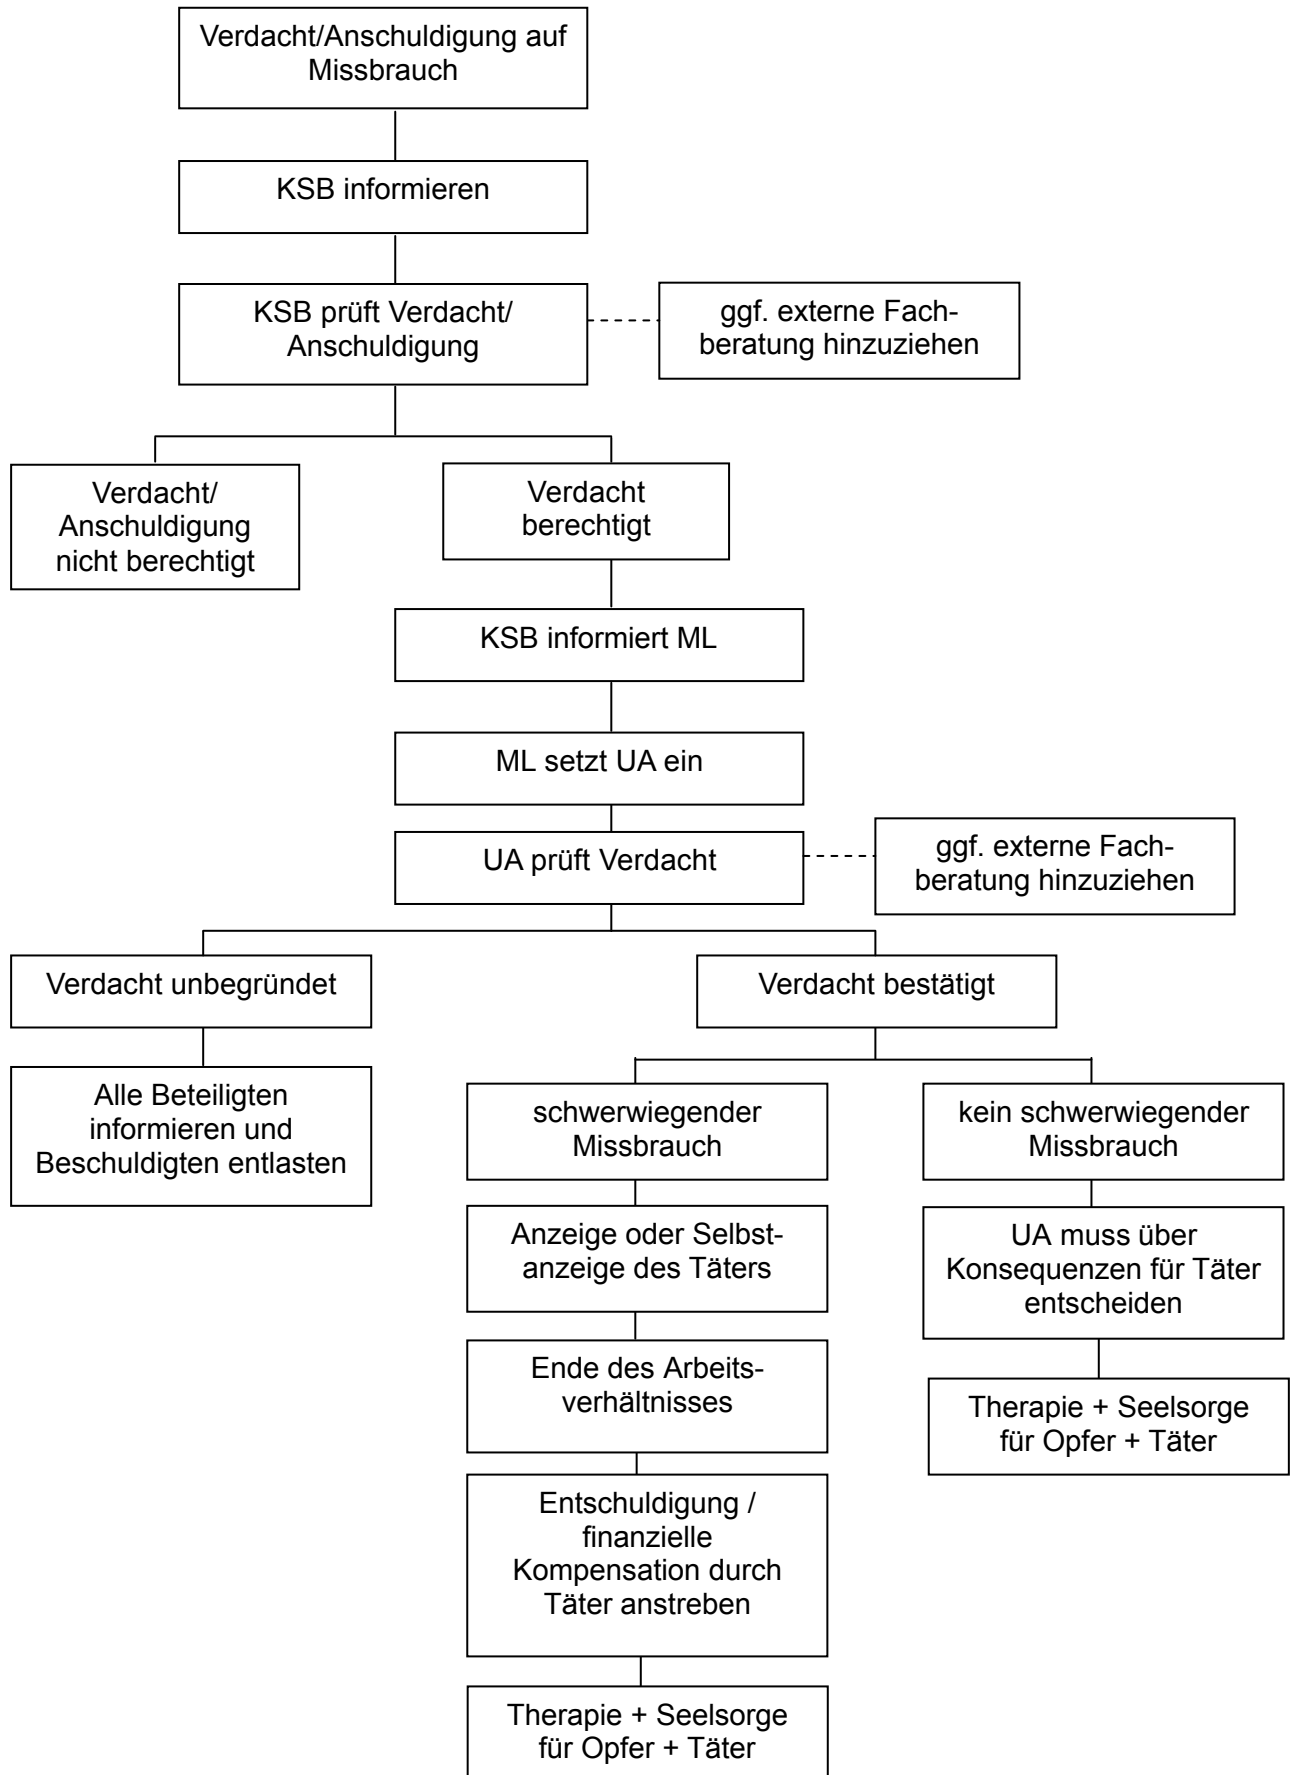 Verdacht/Anschuldigung auf
Missbrauch
KSB informieren
KSB prüft Verdacht/
Anschuldigung
ggf. externe Fach-
beratung hinzuziehen
Verdacht/
Anschuldigung
nicht berechtigt
Verdacht
berechtigt
KSB informiert ML
ML setzt UA ein
UA prüft Verdacht
ggf. externe Fach-
beratung hinzuziehen
Verdacht unbegründet
Verdacht bestätigt
Alle Beteiligten
informieren und
Beschuldigten entlasten
schwerwiegender
Missbrauch
kein schwerwiegender
Missbrauch
Anzeige oder Selbst-
anzeige des Täters
UA muss über
Konsequenzen für Täter
entscheiden
Ende des Arbeits-
verhältnisses
Therapie + Seelsorge
für Opfer + Täter
Entschuldigung /
finanzielle
Kompensation durch
Täter anstreben
Therapie + Seelsorge
für Opfer + Täter